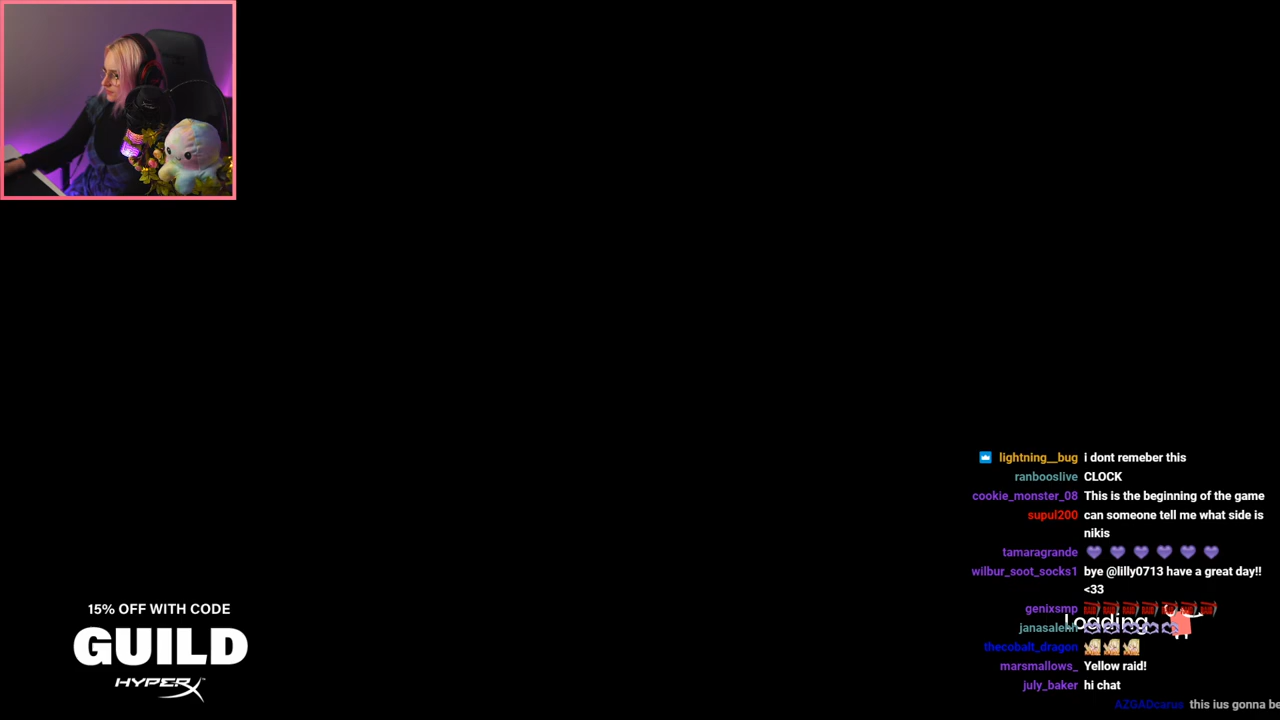 lightning__bug i dont remeber this
ranbooslive CLOCK
cookie_monster_08 This is the beginning of the game
supul200 can someone tell me what side is
nikis
tamaragrande
wilbur_soot_socks1 bye @lilly0713 have a great day!!
<33
genixsmp
Loading
janasalehh
thecobalt_dragon
marsmallows_ Yellow raid!
july_baker hi chat
AZGADcarus this ius gonna be
15% OFF WITH CODE
GUILD
HYPERX